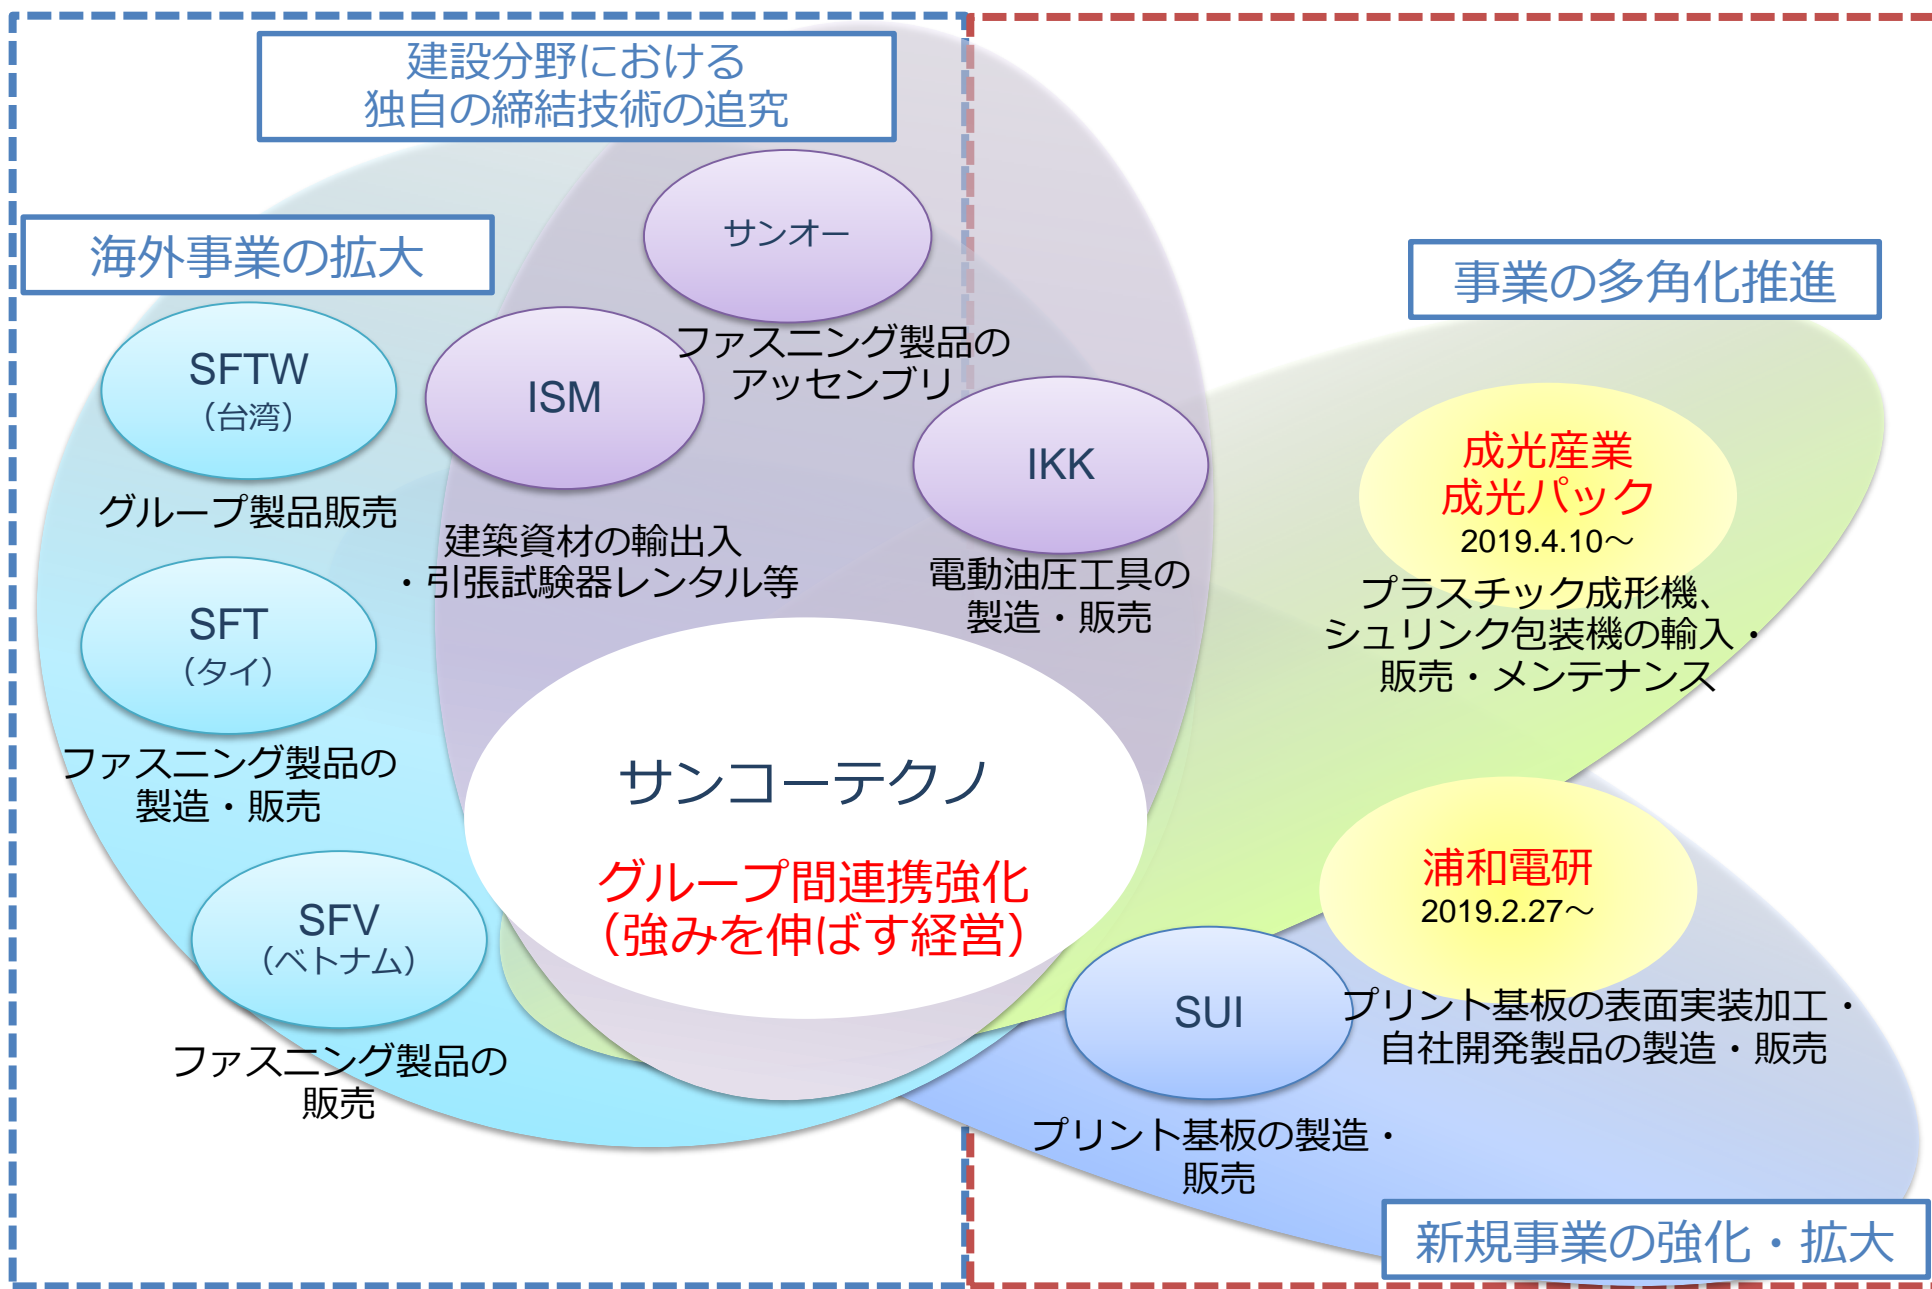 建設分野における
独自の締結技術の追究
海外事業の拡大
事業の多角化推進
サンオー
ファスニング製品の
アッセンブリ
SFTW
（台湾）
グループ製品販売
ISM
建築資材の輸出入
・引張試験器レンタル等
IKK
電動油圧工具の
製造・販売
成光産業
成光パック
2019.4.10～
プラスチック成形機、
シュリンク包装機の輸入・
販売・メンテナンス
SFT
（タイ）
ファスニング製品の
製造・販売
サンコーテクノ
グループ間連携強化
（強みを伸ばす経営）
SFV
（ベトナム）
ファスニング製品の
販売
浦和電研
2019.2.27～
プリント基板の表面実装加工・
自社開発製品の製造・販売
SUI
プリント基板の製造・
販売
新規事業の強化・拡大